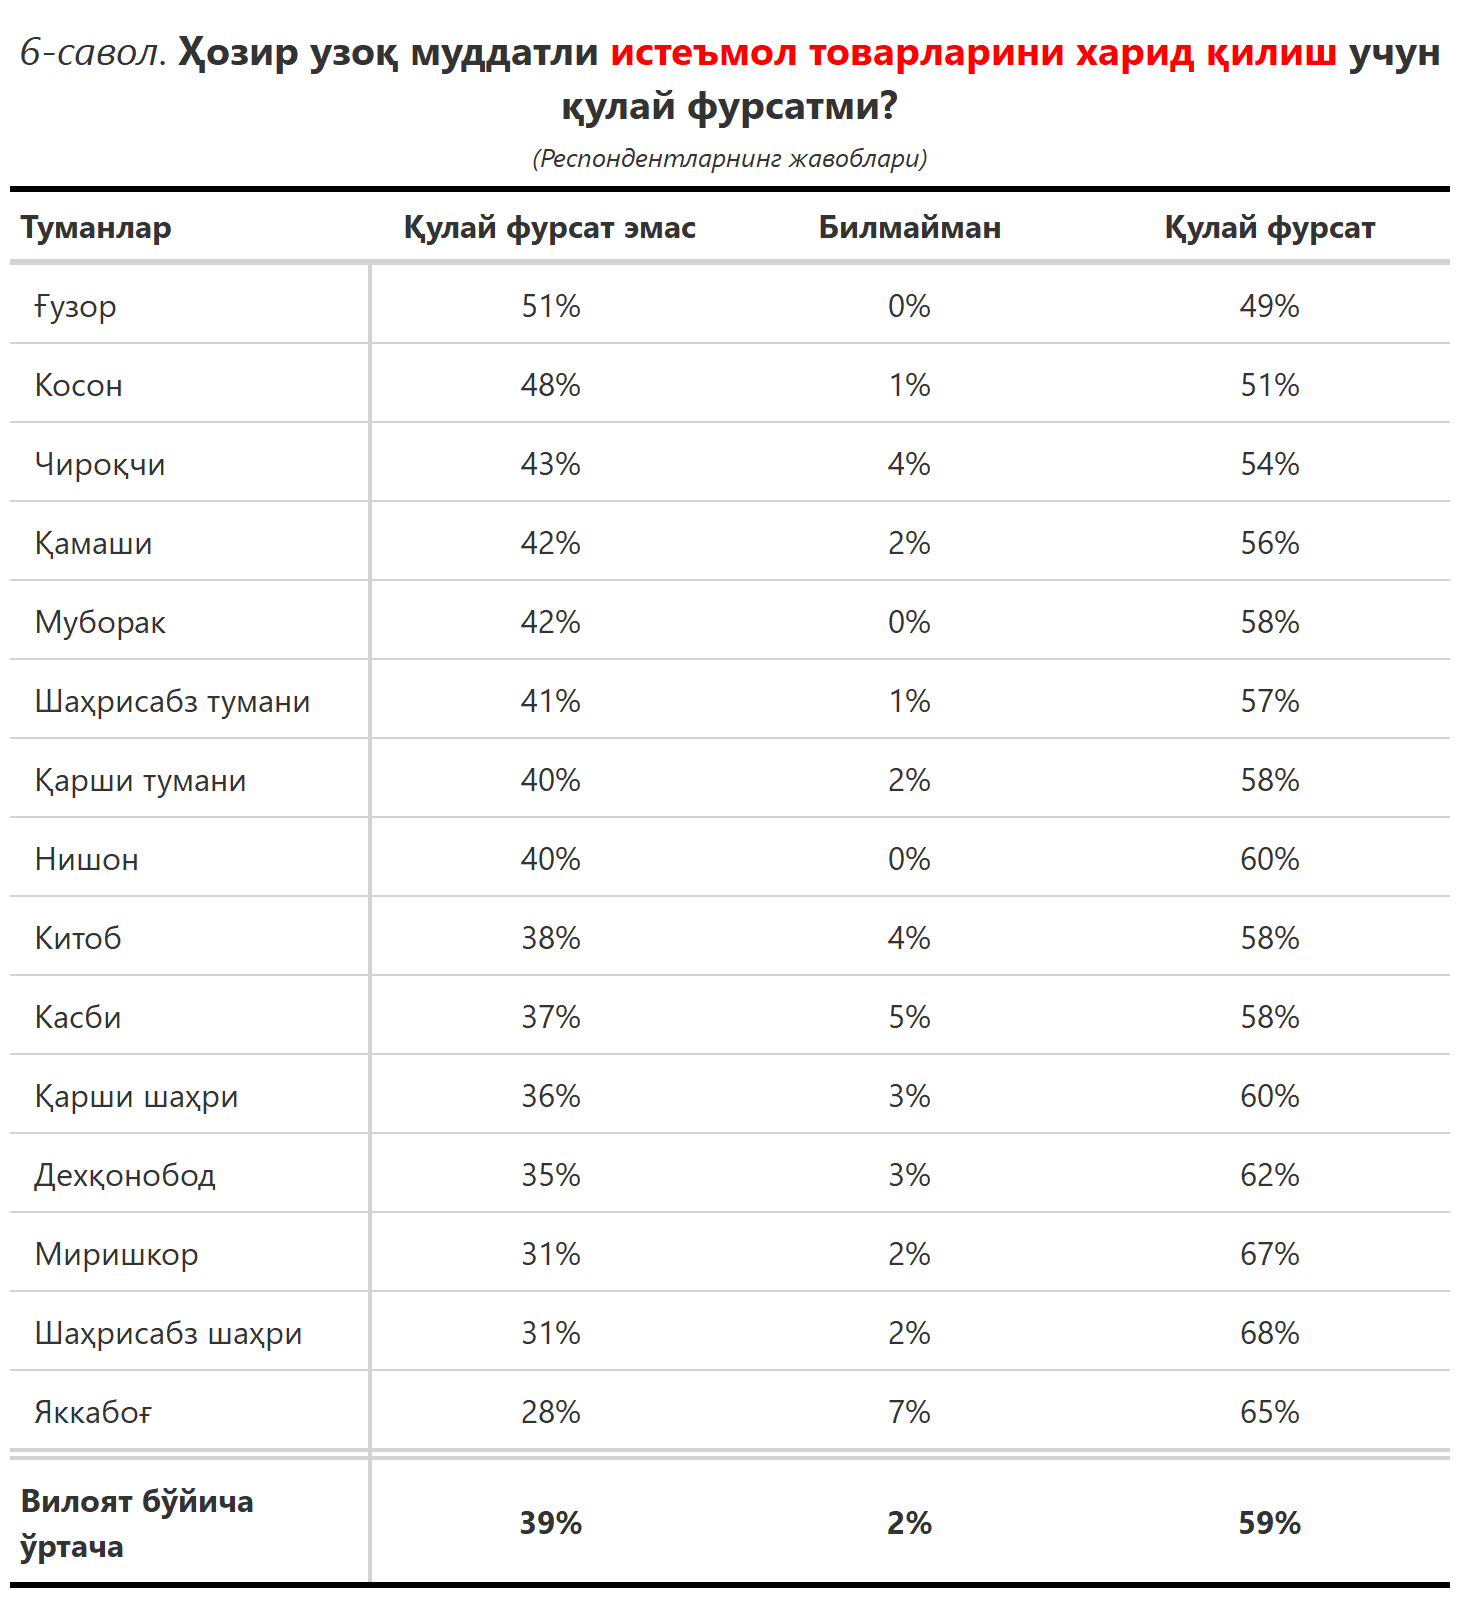 6-савол. Ҳозир узоқ муддатли истеъмол товарларини харид қилиш учун
қулай фурсатми?
(Респондентларнинг жавоблари)
Туманлар Қулай фурсат эмас Билмайман Қулай фурсат
Ғузор 51% 0% 49%
Косон 48% 1% 51%
Чироқчи 43% 4% 54%
Қамаши 42% 2% 56%
Муборак 42% 0% 58%
Шаҳрисабз тумани 41% 1% 57%
Қарши тумани 40% 2% 58%
Нишон 40% 0% 60%
Китоб 38% 4% 58%
Касби 37% 5% 58%
Қарши шаҳри 36% 3% 60%
Дехқонобод 35% 3% 62%
Миришкор 31% 2% 67%
Шаҳрисабз шаҳри 31% 2% 68%
Яккабоғ 28% 7% 65%
Вилоят бўйича
ўртача 39% 2% 59%